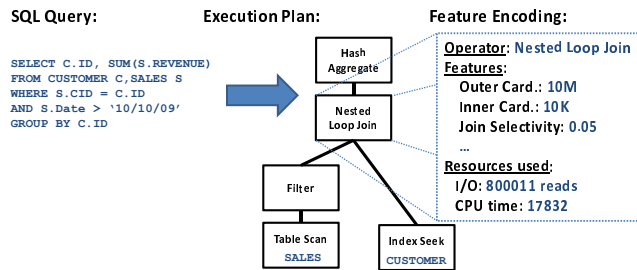 SQL Query:
SELECT C.ID, SUM(S.REVENUE)
FROM CUSTOMER C,SALES S
WHERE S.CID = C.ID
AND S.Date > ‘10/10/09’
GROUP BY C.ID
Execution Plan:
Hash
Aggregate
Nested
Loop Join
Filter
Table Scan
SALES
Index Seek
CUSTOMER
Feature Encoding:
Operator: Nested Loop Join
Features:
Outer Card.: 10M
Inner Card.: 10K
Join Selectivity: 0.05
…
Resources used:
I/O: 800011 reads
CPU time: 17832